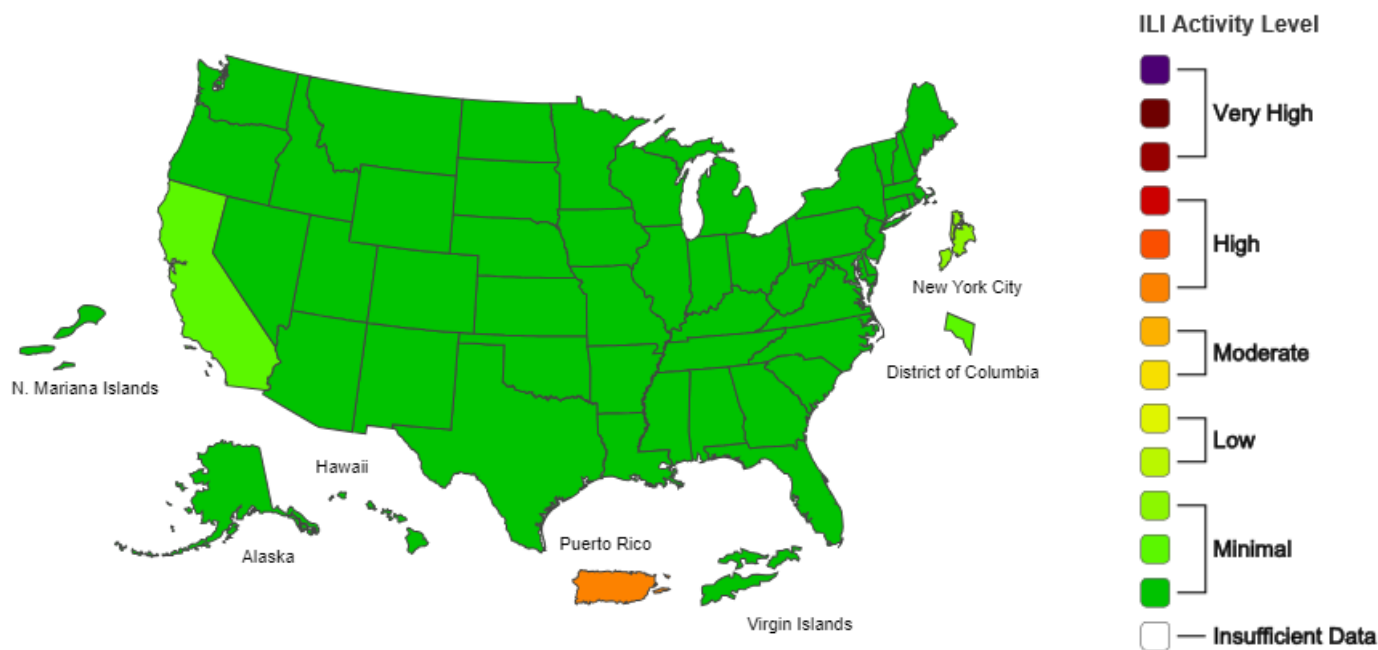 ILI Activity Level
Very High
High
Moderate
Low
Minimal
Insufficient Data
New York City
District of Columbia
N. Mariana Islands
Hawaii
Alaska
Puerto Rico
Virgin Islands